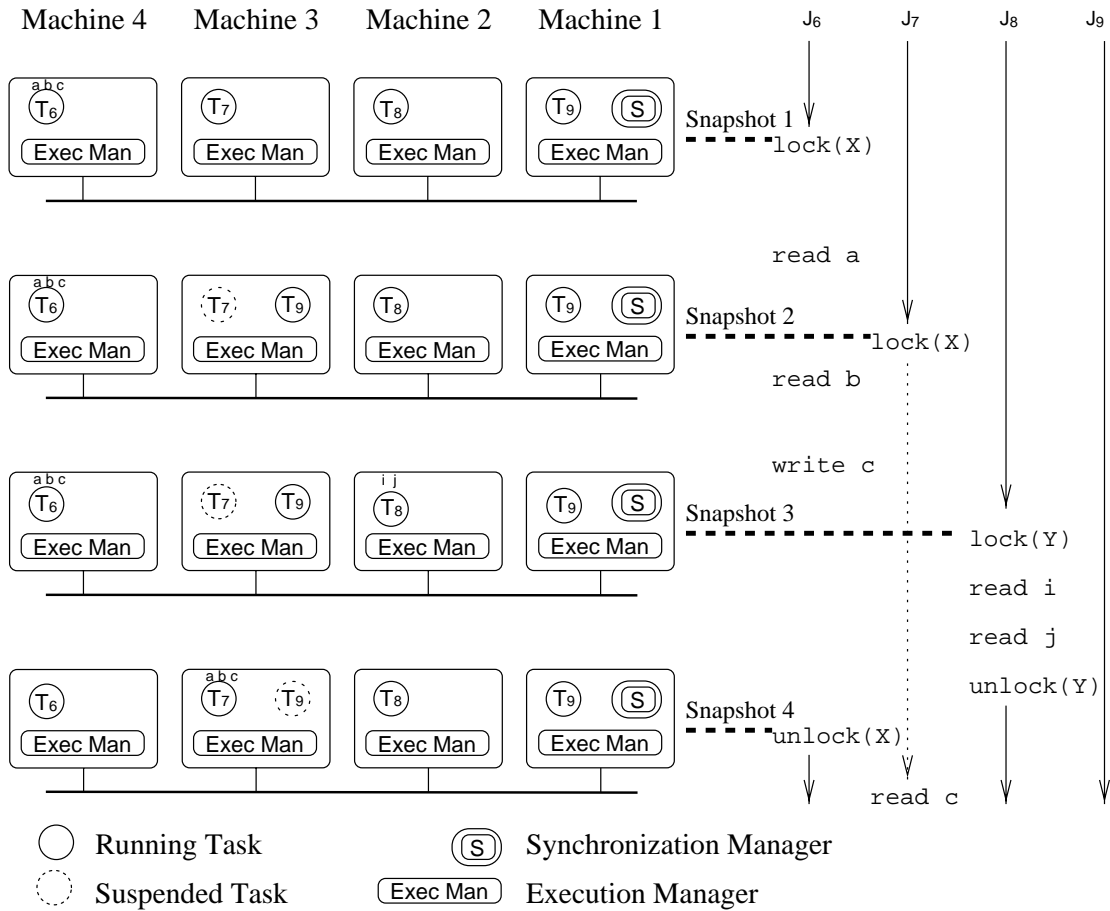 Machine 4 Machine 3 Machine 2 Machine 1 J6 J7 J8 J9
a b c
T6 T7 T8 T9 S
Snapshot 1
Exec Man Exec Man Exec Man Exec Man lock(X)
read a
a b c
T6 T7 T9 T8 T9 S
Snapshot 2
Exec Man Exec Man Exec Man Exec Man lock(X)
read b
write c
a b c i j
T6 T7 T9 T8 T9 S
Snapshot 3
Exec Man Exec Man Exec Man Exec Man lock(Y)
read i
read j
a b c
T6 T7 T9 T8 T9 S unlock(Y)
Snapshot 4
Exec Man Exec Man Exec Man Exec Man unlock(X)
read c
Running Task S Synchronization Manager
Suspended Task Exec Man Execution Manager